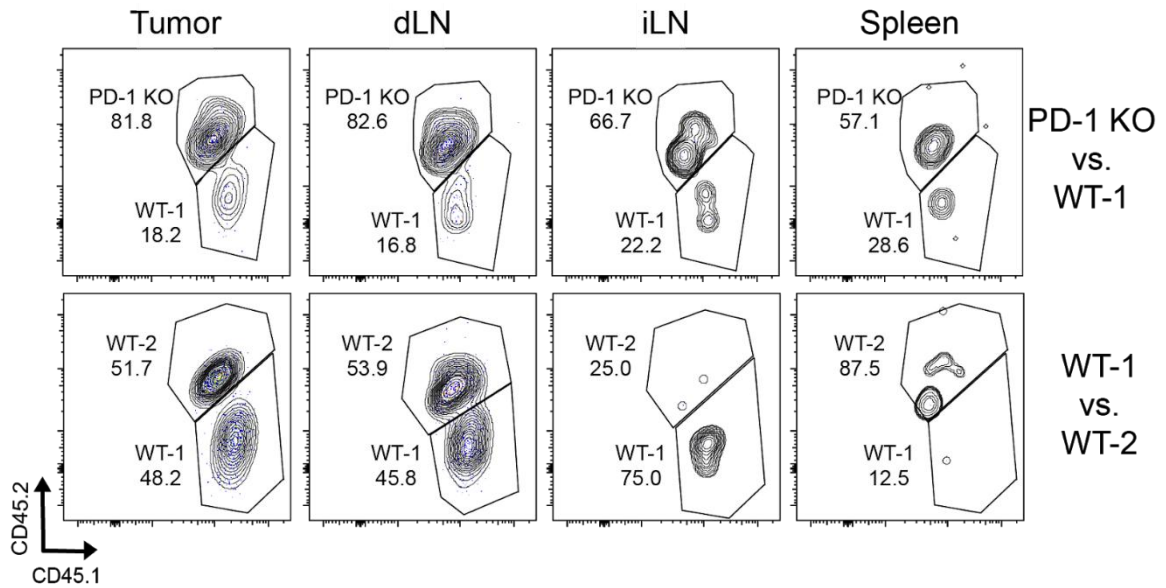 Tumor
dLN
iLN
Spleen
PD-1 KO
81.8
WT-1
18.2
PD-1 KO
82.6
WT-1
16.8
PD-1 KO
66.7
WT-1
22.2
PD-1 KO
57.1
WT-1
28.6
PD-1 KO
vs.
WT-1
WT-2
51.7
WT-1
48.2
WT-2
53.9
WT-1
45.8
WT-2
25.0
WT-1
75.0
WT-2
87.5
WT-1
12.5
WT-1
vs.
WT-2
CD45.2
CD45.1